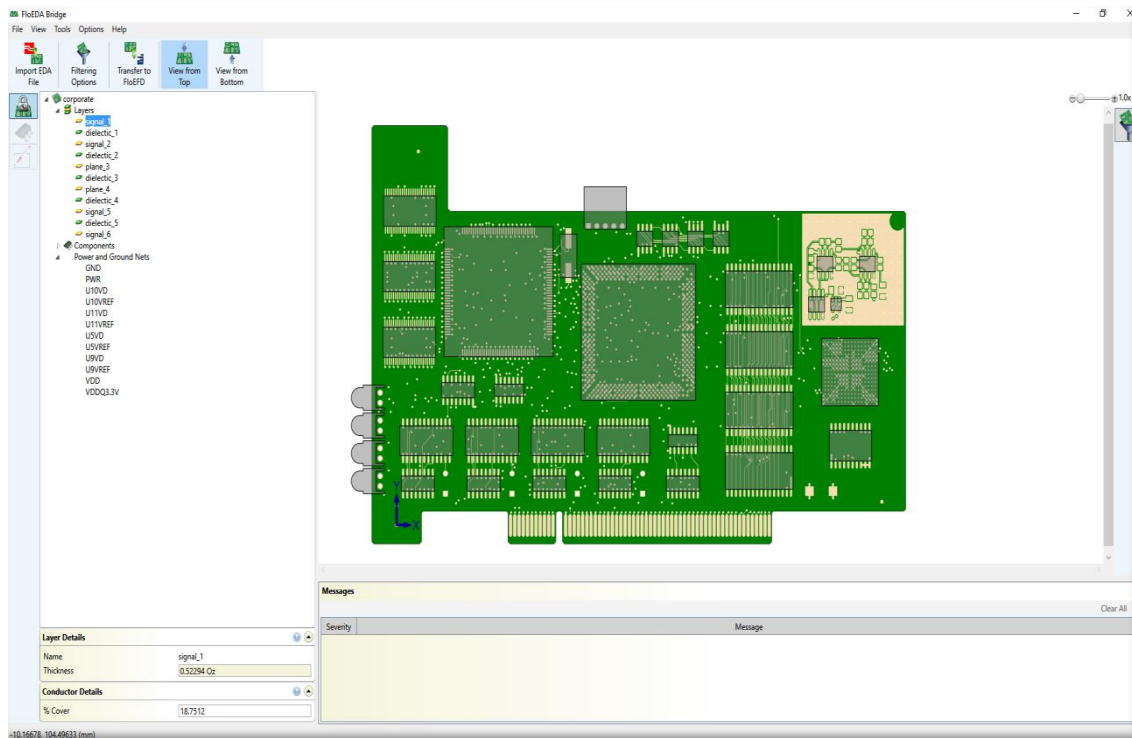 FloEDA Bridge
File View Tools Options Help
Import EDA File
Filtering Options
Transfer to FloEFD
View from Top
View from Bottom
corporate
Layers
signal_1
dielectic_1
signal_2
dielectic_2
plane_3
dielectic_3
plane_4
dielectic_4
signal_5
dielectic_5
signal_6
Components
Power and Ground Nets
GND
PWR
U10VD
U10VREF
U11VD
U11VREF
U5VD
U5VREF
U9VD
U9VREF
VDD
VDDQ3.3V
1.0x
Y
X
Messages
Clear All
Severity Message
Layer Details
Name signal_1
Thickness 0.52294 Oz
Conductor Details
% Cover 18.7512
-10.16678, 104.49633 (mm)